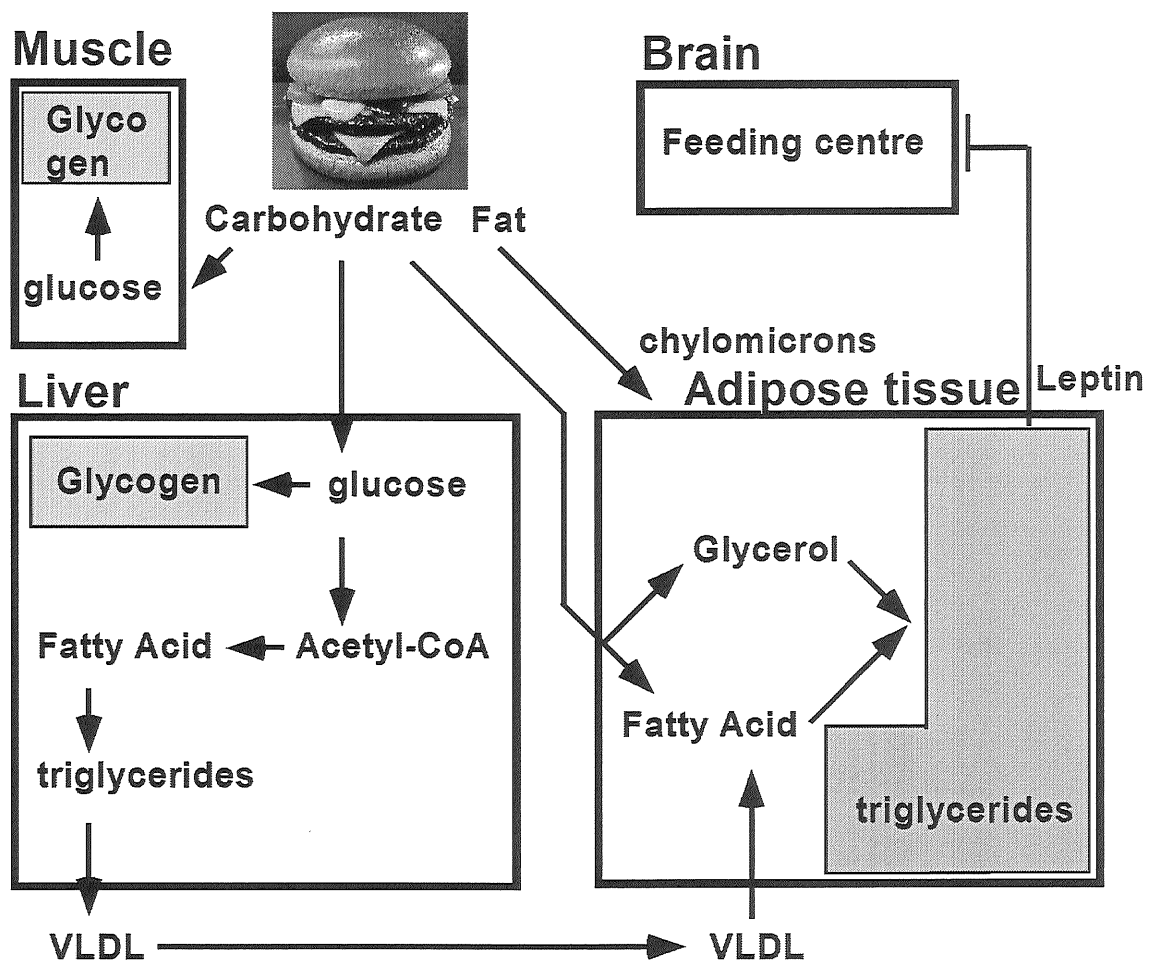 Muscle
Glyco
gen
glucose
Carbohydrate Fat
Brain
Feeding centre
chylomicrons
Leptin
Liver
Glycogen
glucose
Fatty Acid
Acetyl-CoA
triglycerides
VLDL
Adipose tissue
Glycerol
Fatty Acid
triglycerides
VLDL